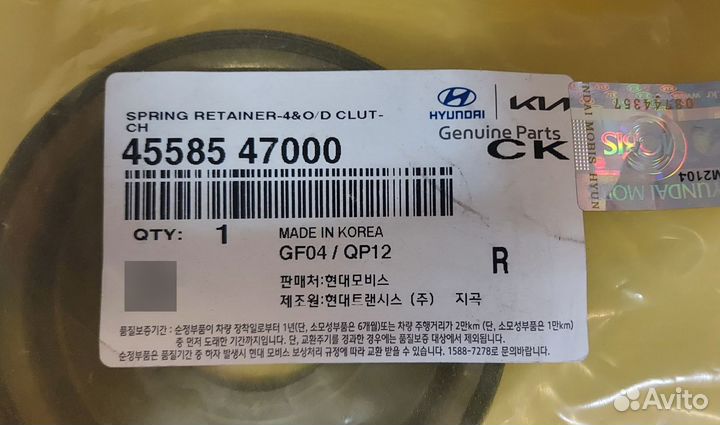 SPRING RETAINER-4&O/D CLUT-
CH
HYUNDAI
KIA
Genuine Parts
45585 47000
CK
QTY: 1
MADE IN KOREA
GF04 / QP12
R
판매처:현대모비스
제조원:현대트랜시스 (주) 지곡
품질보증기간 : 순정부품이 차량 장착일로부터 1년(단, 소모성부품은 6개월)또는 차량 주행거리가 2만km (단, 소모성부품은 1만km)
중 먼저 도래한 기간까지입니다. 단, 교환주기를 경과한 경우에는 품질보증 대상에서 제외됩니다.
순정부품은 품질보증기간 중 하자 발생시 현대 모비스 보상처리 규정에 따라 교환 받을 수 있습니다. 1588-7278로 문의바랍니다.
08744357
UNDAI MOBIS HYUN
MOBIS
M2104
UNDAI MO
Avito